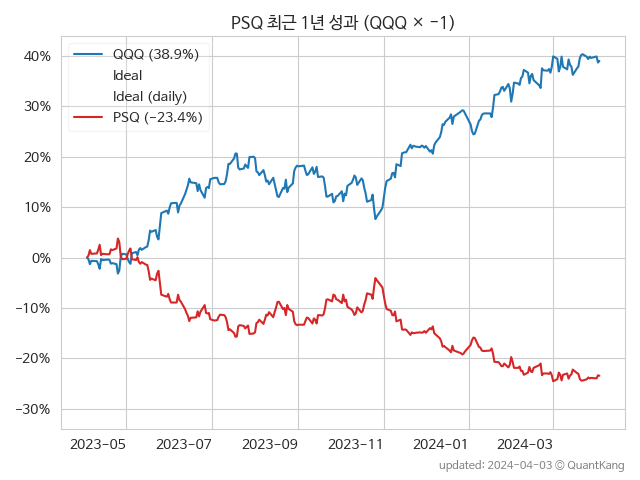 PSQ 최근 1년 성과 (QQQ × -1)
QQQ (38.9%)
Ideal
Ideal (daily)
PSQ (-23.4%)
40%
30%
20%
10%
0%
-10%
-20%
-30%
2023-05 2023-07 2023-09 2023-11 2024-01 2024-03
updated: 2024-04-03 © QuantKang